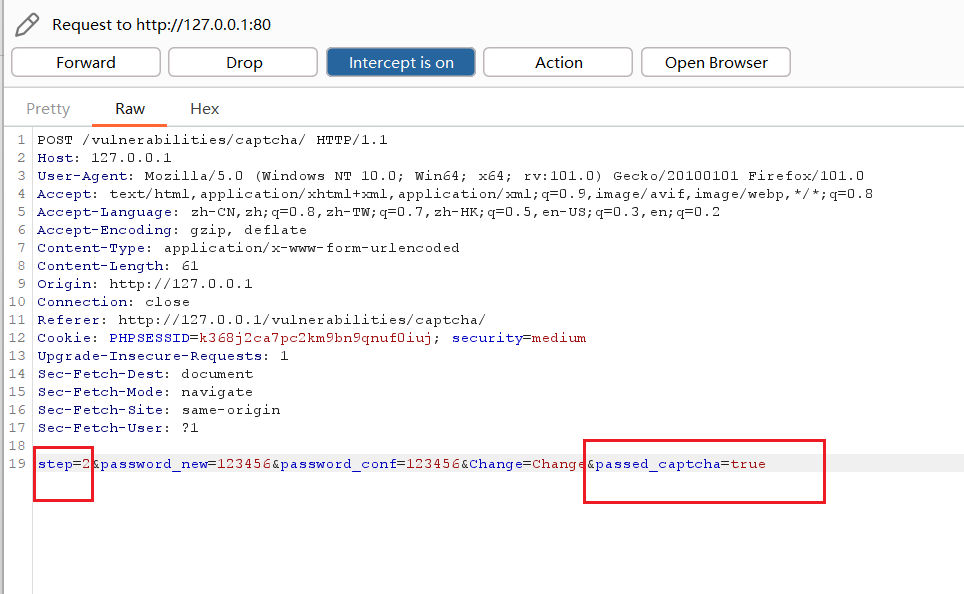 Request to http://127.0.0.1:80
Forward Drop Intercept is on Action Open Browser
Pretty Raw Hex
1 POST /vulnerabilities/captcha/ HTTP/1.1
2 Host: 127.0.0.1
3 User-Agent: Mozilla/5.0 (Windows NT 10.0; Win64; x64; rv:101.0) Gecko/20100101 Firefox/101.0
4 Accept: text/html,application/xhtml+xml,application/xml;q=0.9,image/avif,image/webp,*/*;q=0.8
5 Accept-Language: zh-CN,zh;q=0.8,zh-TW;q=0.7,zh-HK;q=0.5,en-US;q=0.3,en;q=0.2
6 Accept-Encoding: gzip, deflate
7 Content-Type: application/x-www-form-urlencoded
8 Content-Length: 61
9 Origin: http://127.0.0.1
10 Connection: close
11 Referer: http://127.0.0.1/vulnerabilities/captcha/
12 Cookie: PHPSESSID=k368j2ca7pc2km9bn9qnuf0iuj; security=medium
13 Upgrade-Insecure-Requests: 1
14 Sec-Fetch-Dest: document
15 Sec-Fetch-Mode: navigate
16 Sec-Fetch-Site: same-origin
17 Sec-Fetch-User: ?1
18
19 step=2&password_new=123456&password_conf=123456&Change=Change&passed_captcha=true